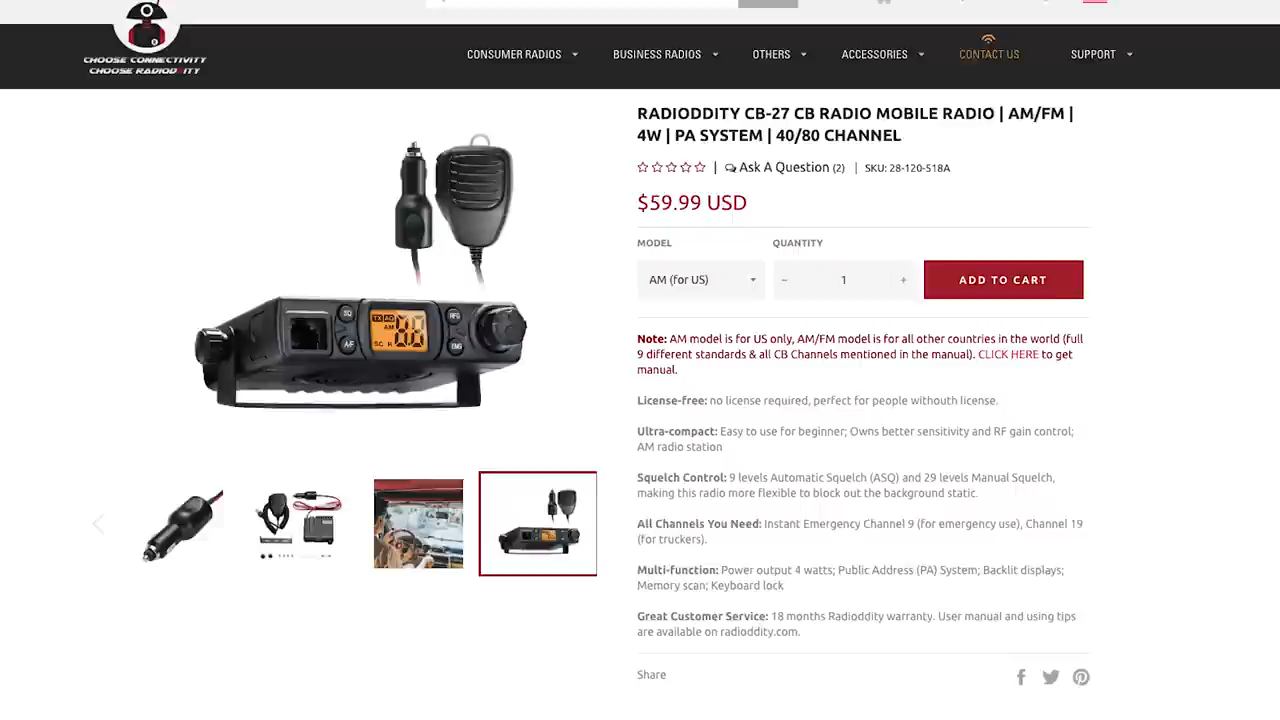 CHOOSE CONNECTIVITY
CHOOSE RADIODDITY
CONSUMER RADIOS
BUSINESS RADIOS
OTHERS
ACCESSORIES
CONTACT US
SUPPORT
RADIODDITY CB-27 CB RADIO MOBILE RADIO | AM/FM |
4W | PA SYSTEM | 40/80 CHANNEL
| Ask A Question (2) | SKU: 28-120-518A
$59.99 USD
MODEL QUANTITY
AM (for US) − 1 + ADD TO CART
SQ
A/F
TX AQ
AM
88
SC R
RFG
EMG
Note: AM model is for US only, AM/FM model is for all other countries in the world (full
9 different standards & all CB Channels mentioned in the manual). CLICK HERE to get
manual.
License-free: no license required, perfect for people withouth license.
Ultra-compact: Easy to use for beginner; Owns better sensitivity and RF gain control;
AM radio station
Squelch Control: 9 levels Automatic Squelch (ASQ) and 29 levels Manual Squelch,
making this radio more flexible to block out the background static.
All Channels You Need: Instant Emergency Channel 9 (for emergency use), Channel 19
(for truckers).
Multi-function: Power output 4 watts; Public Address (PA) System; Backlit displays;
Memory scan; Keyboard lock
Great Customer Service: 18 months Radioddity warranty. User manual and using tips
are available on radioddity.com.
Share